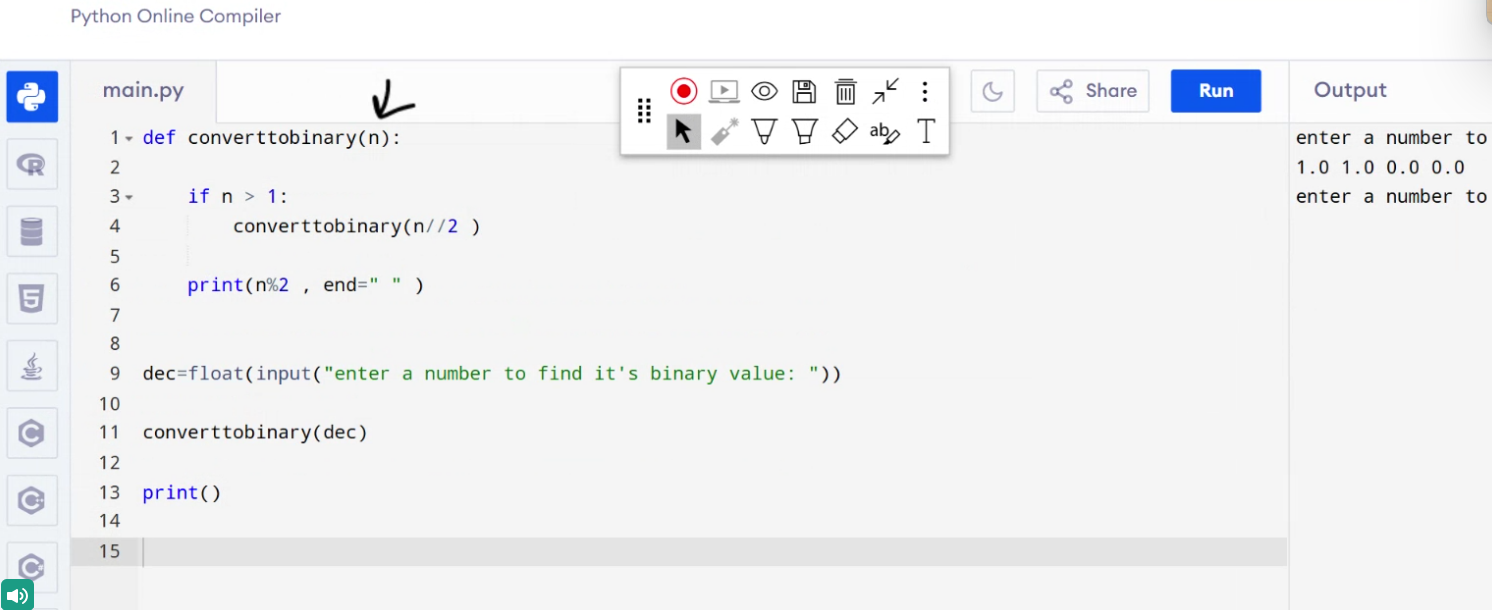 Python Online Compiler
main.py
Share
Run
Output
1 def converttobinary(n):
2
3     if n > 1:
4         converttobinary(n//2 )
5
6     print(n%2 , end=" " )
7
8
9 dec=float(input("enter a number to find it's binary value: "))
10
11 converttobinary(dec)
12
13 print()
14
15
enter a number to
1.0 1.0 0.0 0.0
enter a number to